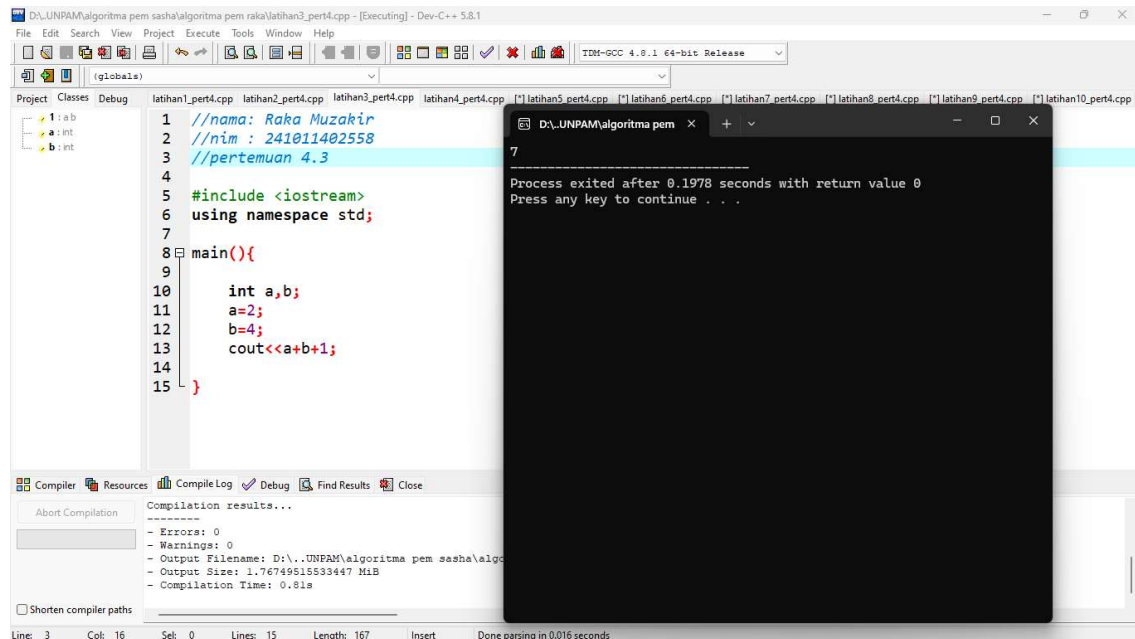 D:\..UNPAM\algoritma pem sasha\algoritma pem raka\latihan3_pert4.cpp - [Executing] - Dev-C++ 5.8.1
File Edit Search View Project Execute Tools Window Help
TDM-GCC 4.8.1 64-bit Release
(globals)
Project Classes Debug
latihan1_pert4.cpp latihan2_pert4.cpp latihan3_pert4.cpp latihan4_pert4.cpp [*] latihan5_pert4.cpp [*] latihan6_pert4.cpp [*] latihan7_pert4.cpp [*] latihan8_pert4.cpp [*] latihan9_pert4.cpp [*] latihan10_pert4.cpp
1 : a b
a : int
b : int
1 //nama: Raka Muzakir
2 //nim : 241011402558
3 //pertemuan 4.3
4
5 #include <iostream>
6 using namespace std;
7
8 main(){
9
10 int a,b;
11 a=2;
12 b=4;
13 cout<<a+b+1;
14
15 }
D:\..UNPAM\algoritma pem
7
--------------------------------
Process exited after 0.1978 seconds with return value 0
Press any key to continue . . .
Compiler Resources Compile Log Debug Find Results Close
Abort Compilation
Shorten compiler paths
Compilation results...
--------
- Errors: 0
- Warnings: 0
- Output Filename: D:\..UNPAM\algoritma pem sasha\algo
- Output Size: 1.76749515533447 MiB
- Compilation Time: 0.81s
Line: 3 Col: 16 Sel: 0 Lines: 15 Length: 167 Insert Done parsing in 0.016 seconds